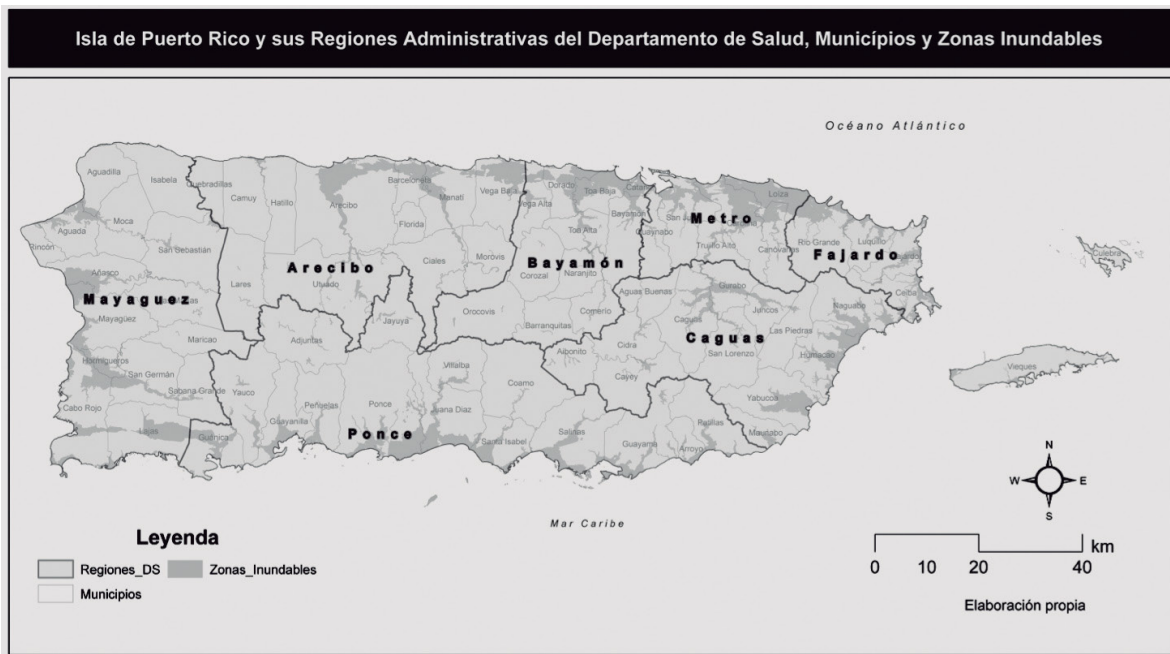 Isla de Puerto Rico y sus Regiones Administrativas del Departamento de Salud, Municípios y Zonas Inundables
Océano Atlántico
Aguadilla
Isabela
Quebradillas
Camuy
Hatillo
Arecibo
Barceloneta
Manatí
Vega Baja
Vega Alta
Dorado
Toa Baja
Cataño
Bayamón
Loiza
Metro
Moca
Aguada
Rincón
San Sebastián
Florida
Toa Alta
Guaynabo
Trujillo Alto
Canóvanas
Río Grande
Luquillo
Fajardo
Culebra
Añasco
Lares
Arecibo
Utuado
Ciales
Morovis
Bayamón
Corozal
Naranjito
Aguas Buenas
Gurabo
Ceiba
Mayaguez
Mayagüez
Maricao
Adjuntas
Jayuya
Orocovis
Barranquitas
Comerío
Caguas
Juncos
Naguabo
Las Piedras
Caguas
San Lorenzo
Humacao
Hormigueros
San Germán
Sabana Grande
Yauco
Villalba
Coamo
Aibonito
Cidra
Cayey
Vieques
Cabo Rojo
Lajas
Guánica
Guayanilla
Peñuelas
Ponce
Ponce
Juana Díaz
Santa Isabel
Salinas
Guayama
Arroyo
Patillas
Yabucoa
Maunabo
Mar Caribe
N
W
E
S
Leyenda
Regiones_DS
Zonas_Inundables
Municipios
km
0 10 20 40
Elaboración propia